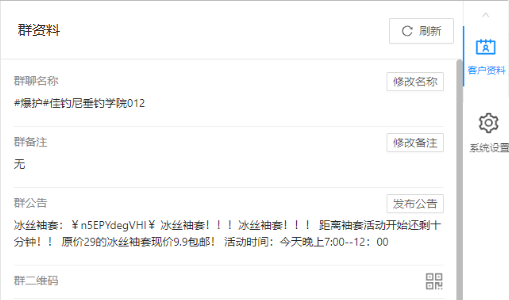 群资料
刷新
客户资料
系统设置
群聊名称
修改名称
#爆护#佳钓尼垂钓学院012
群备注
修改备注
无
群公告
发布公告
冰丝袖套：￥n5EPYdegVHI￥ 冰丝袖套！！！冰丝袖套！！！ 距离袖套活动开始还剩十
分钟！！ 原价29的冰丝袖套现价9.9包邮！ 活动时间：今天晚上7:00--12：00
群二维码